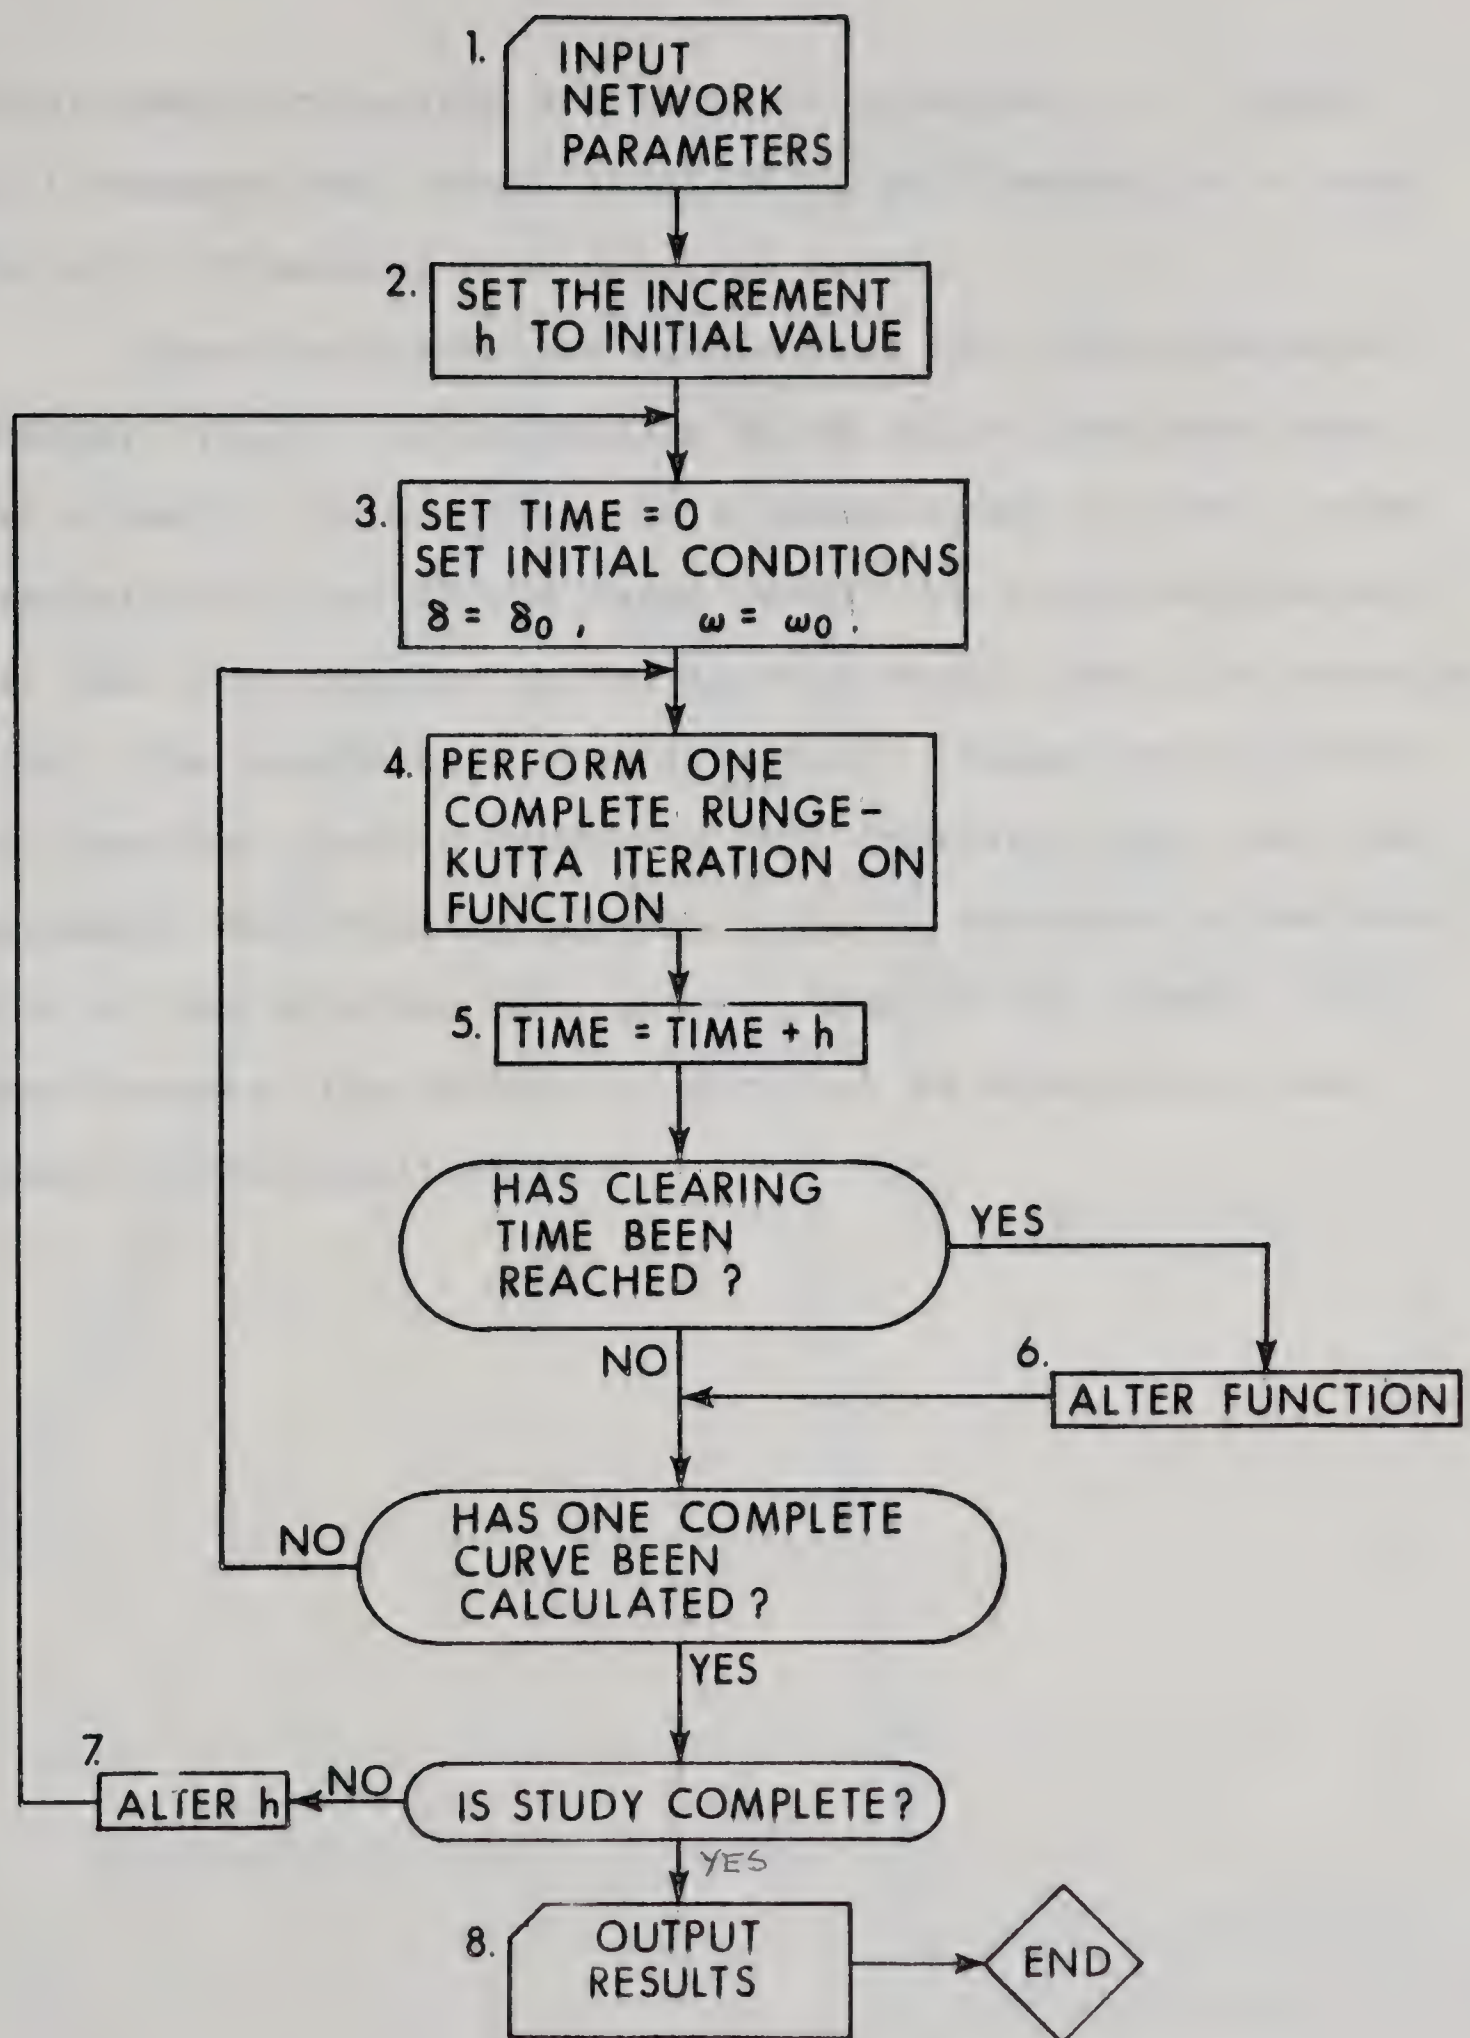 1.
INPUT
NETWORK
PARAMETERS
2.
SET THE INCREMENT
h TO INITIAL VALUE
3.
SET TIME = 0
SET INITIAL CONDITIONS
δ = δ0 , ω = ω0 .
4.
PERFORM ONE
COMPLETE RUNGE-
KUTTA ITERATION ON
FUNCTION
5.
TIME = TIME + h
HAS CLEARING
TIME BEEN
REACHED ?
YES
NO
6.
ALTER FUNCTION
HAS ONE COMPLETE
CURVE BEEN
CALCULATED ?
NO
YES
7.
ALTER h
NO
IS STUDY COMPLETE?
YES
8.
OUTPUT
RESULTS
END